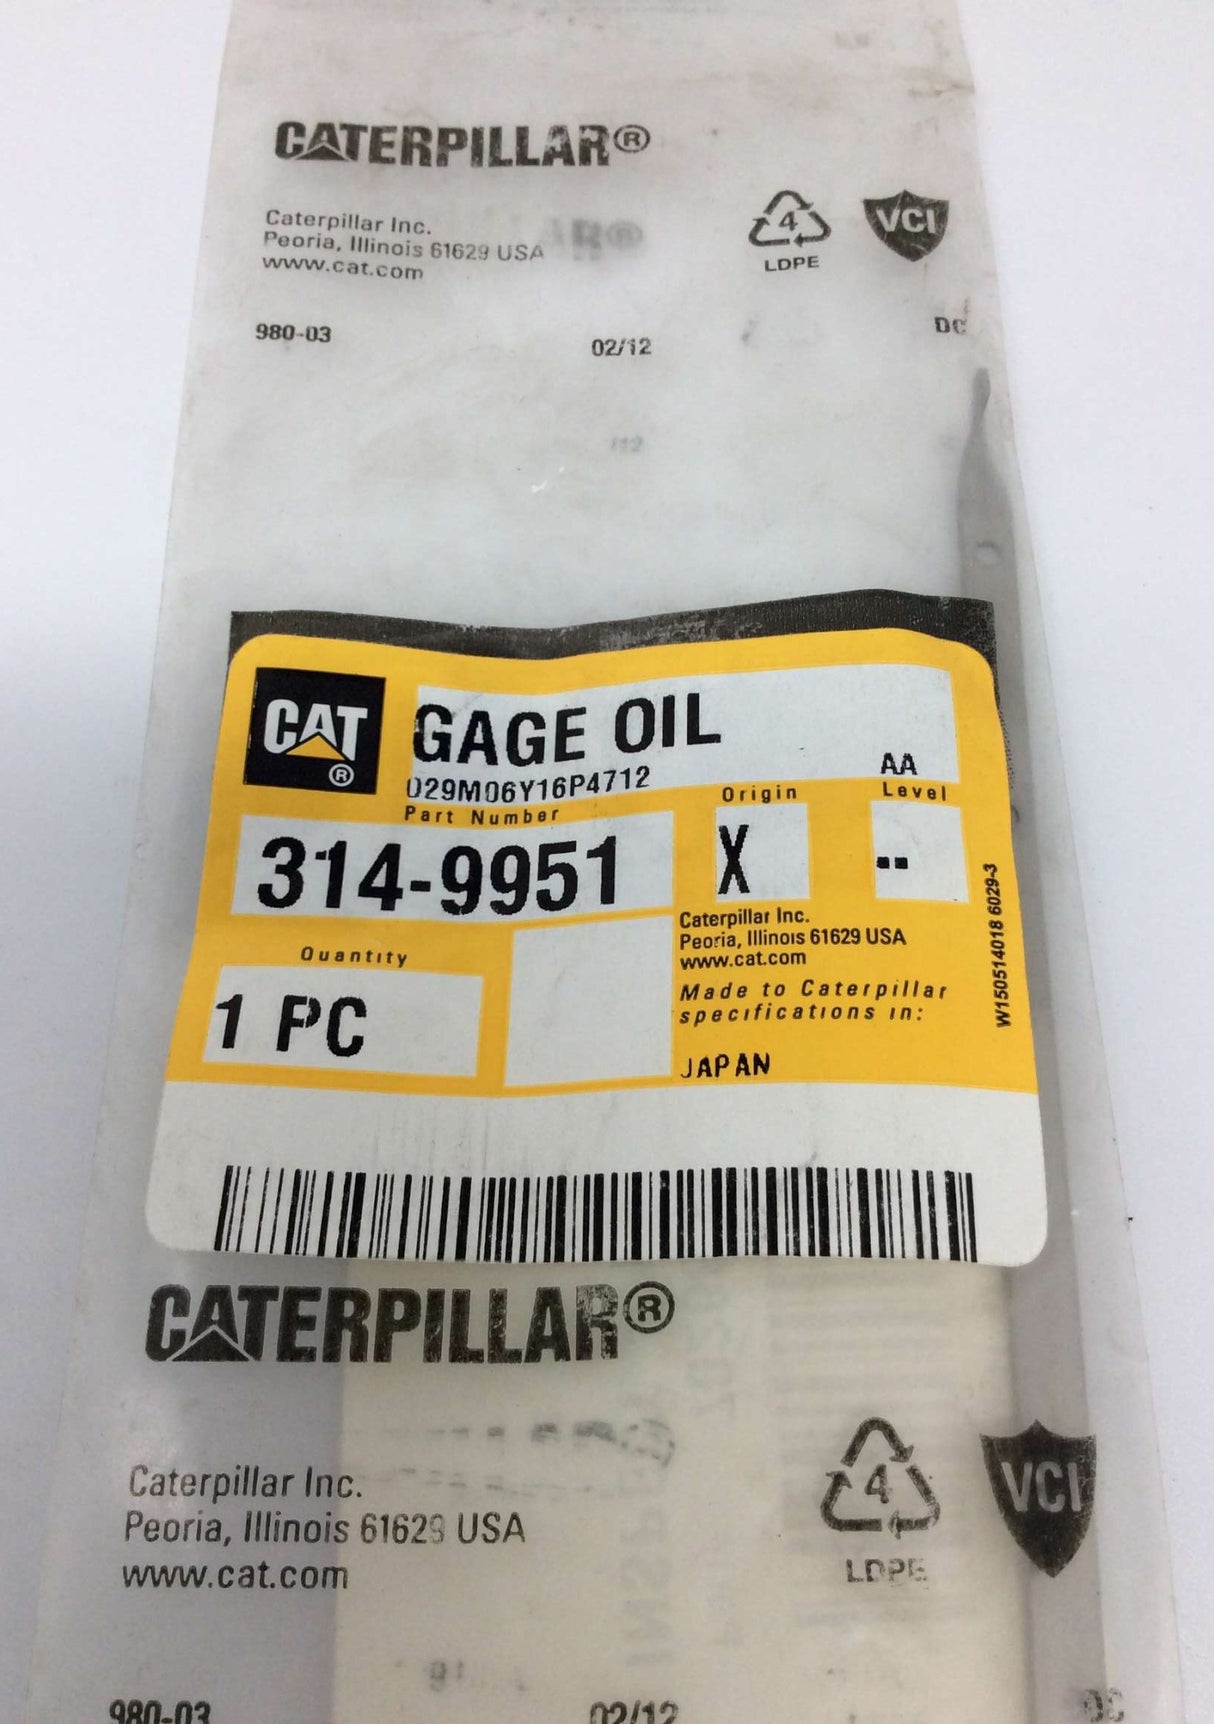 CATERPILLAR®
Caterpillar Inc.
Peoria, Illinois 61629 USA
www.cat.com
4
LDPE
VCI
980-03
02/12
DC
CAT®
GAGE OIL
029M06Y16P4712
AA
Part Number
Origin
Level
314-9951
X
--
Quantity
1 PC
Caterpillar Inc.
Peoria, Illinois 61629 USA
www.cat.com
Made to Caterpillar
specifications in:
JAPAN
W150514018 6029-3
CATERPILLAR®
Caterpillar Inc.
Peoria, Illinois 61629 USA
www.cat.com
4
LDPE
VCI
980-03
02/12
DC